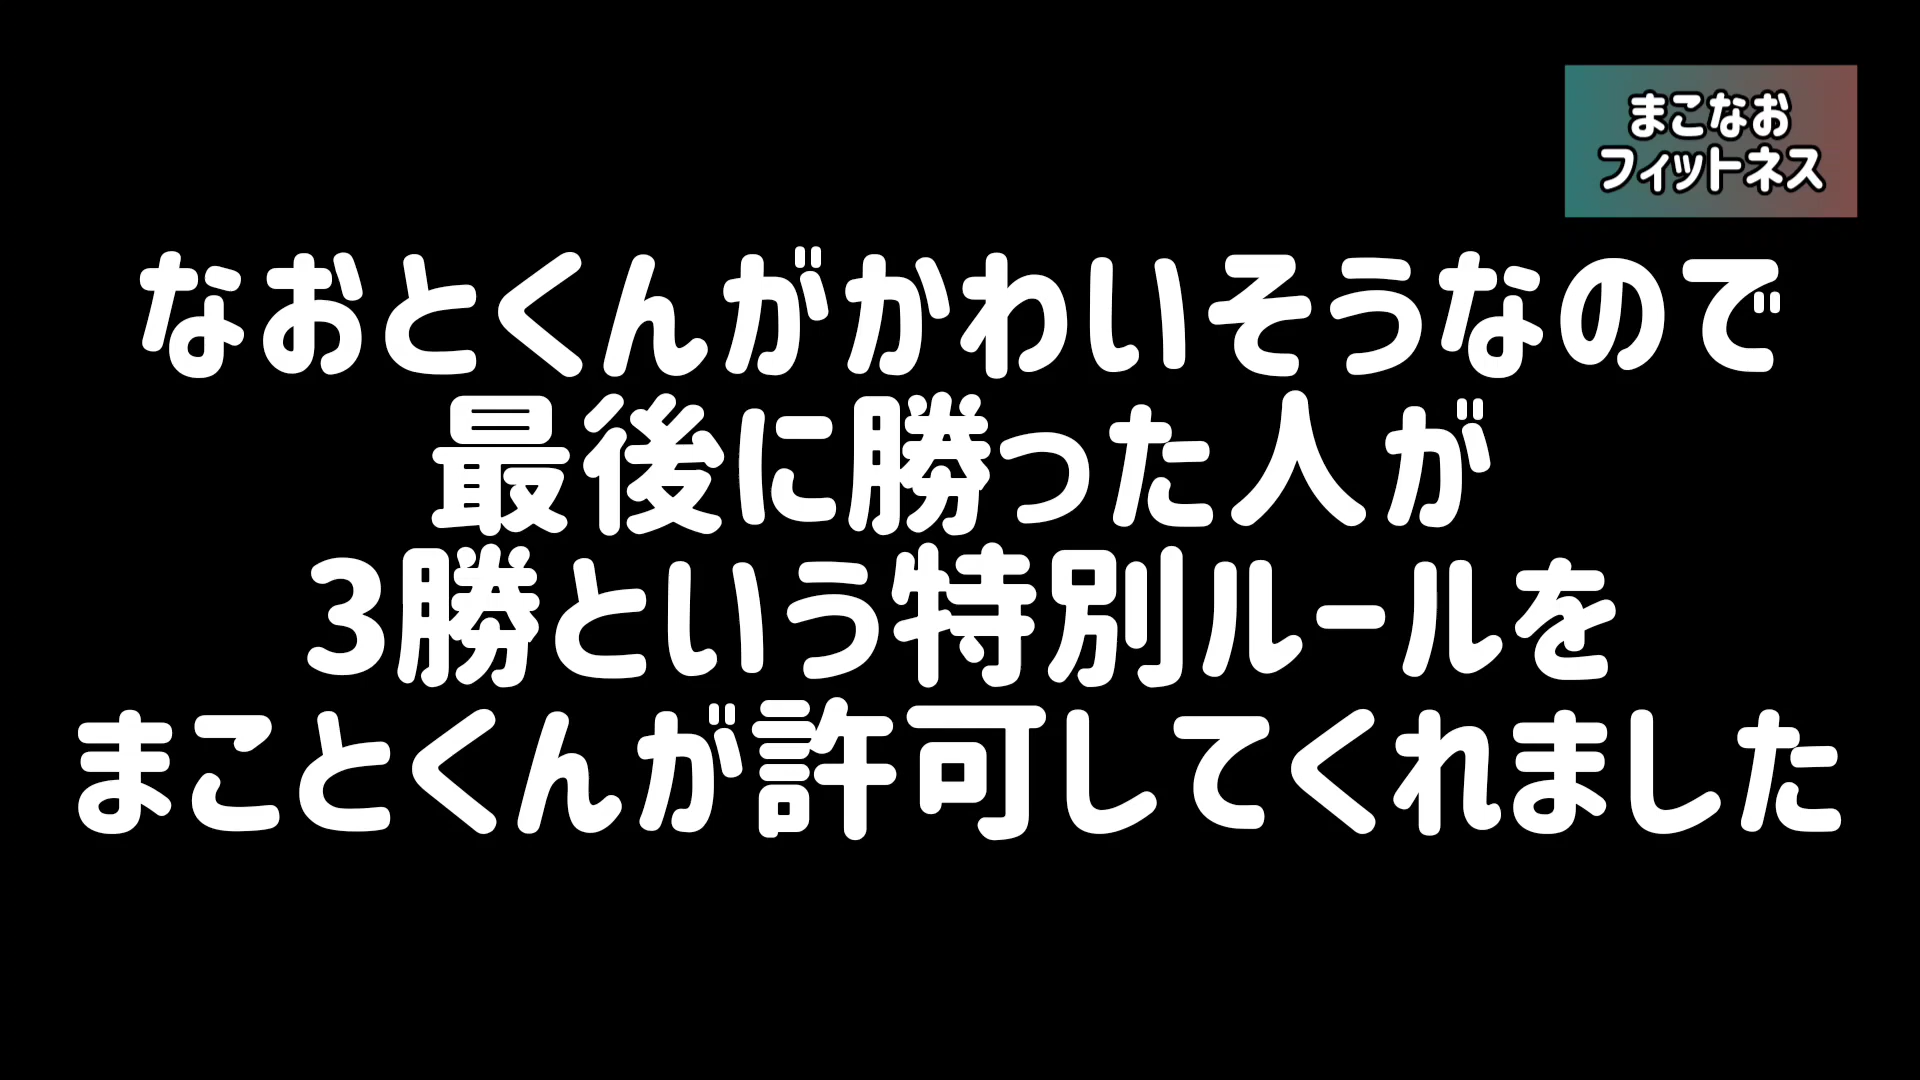 まこなお
フィットネス
なおとくんがかわいそうなので
最後に勝った人が
3勝という特別ルールを
まことくんが許可してくれました